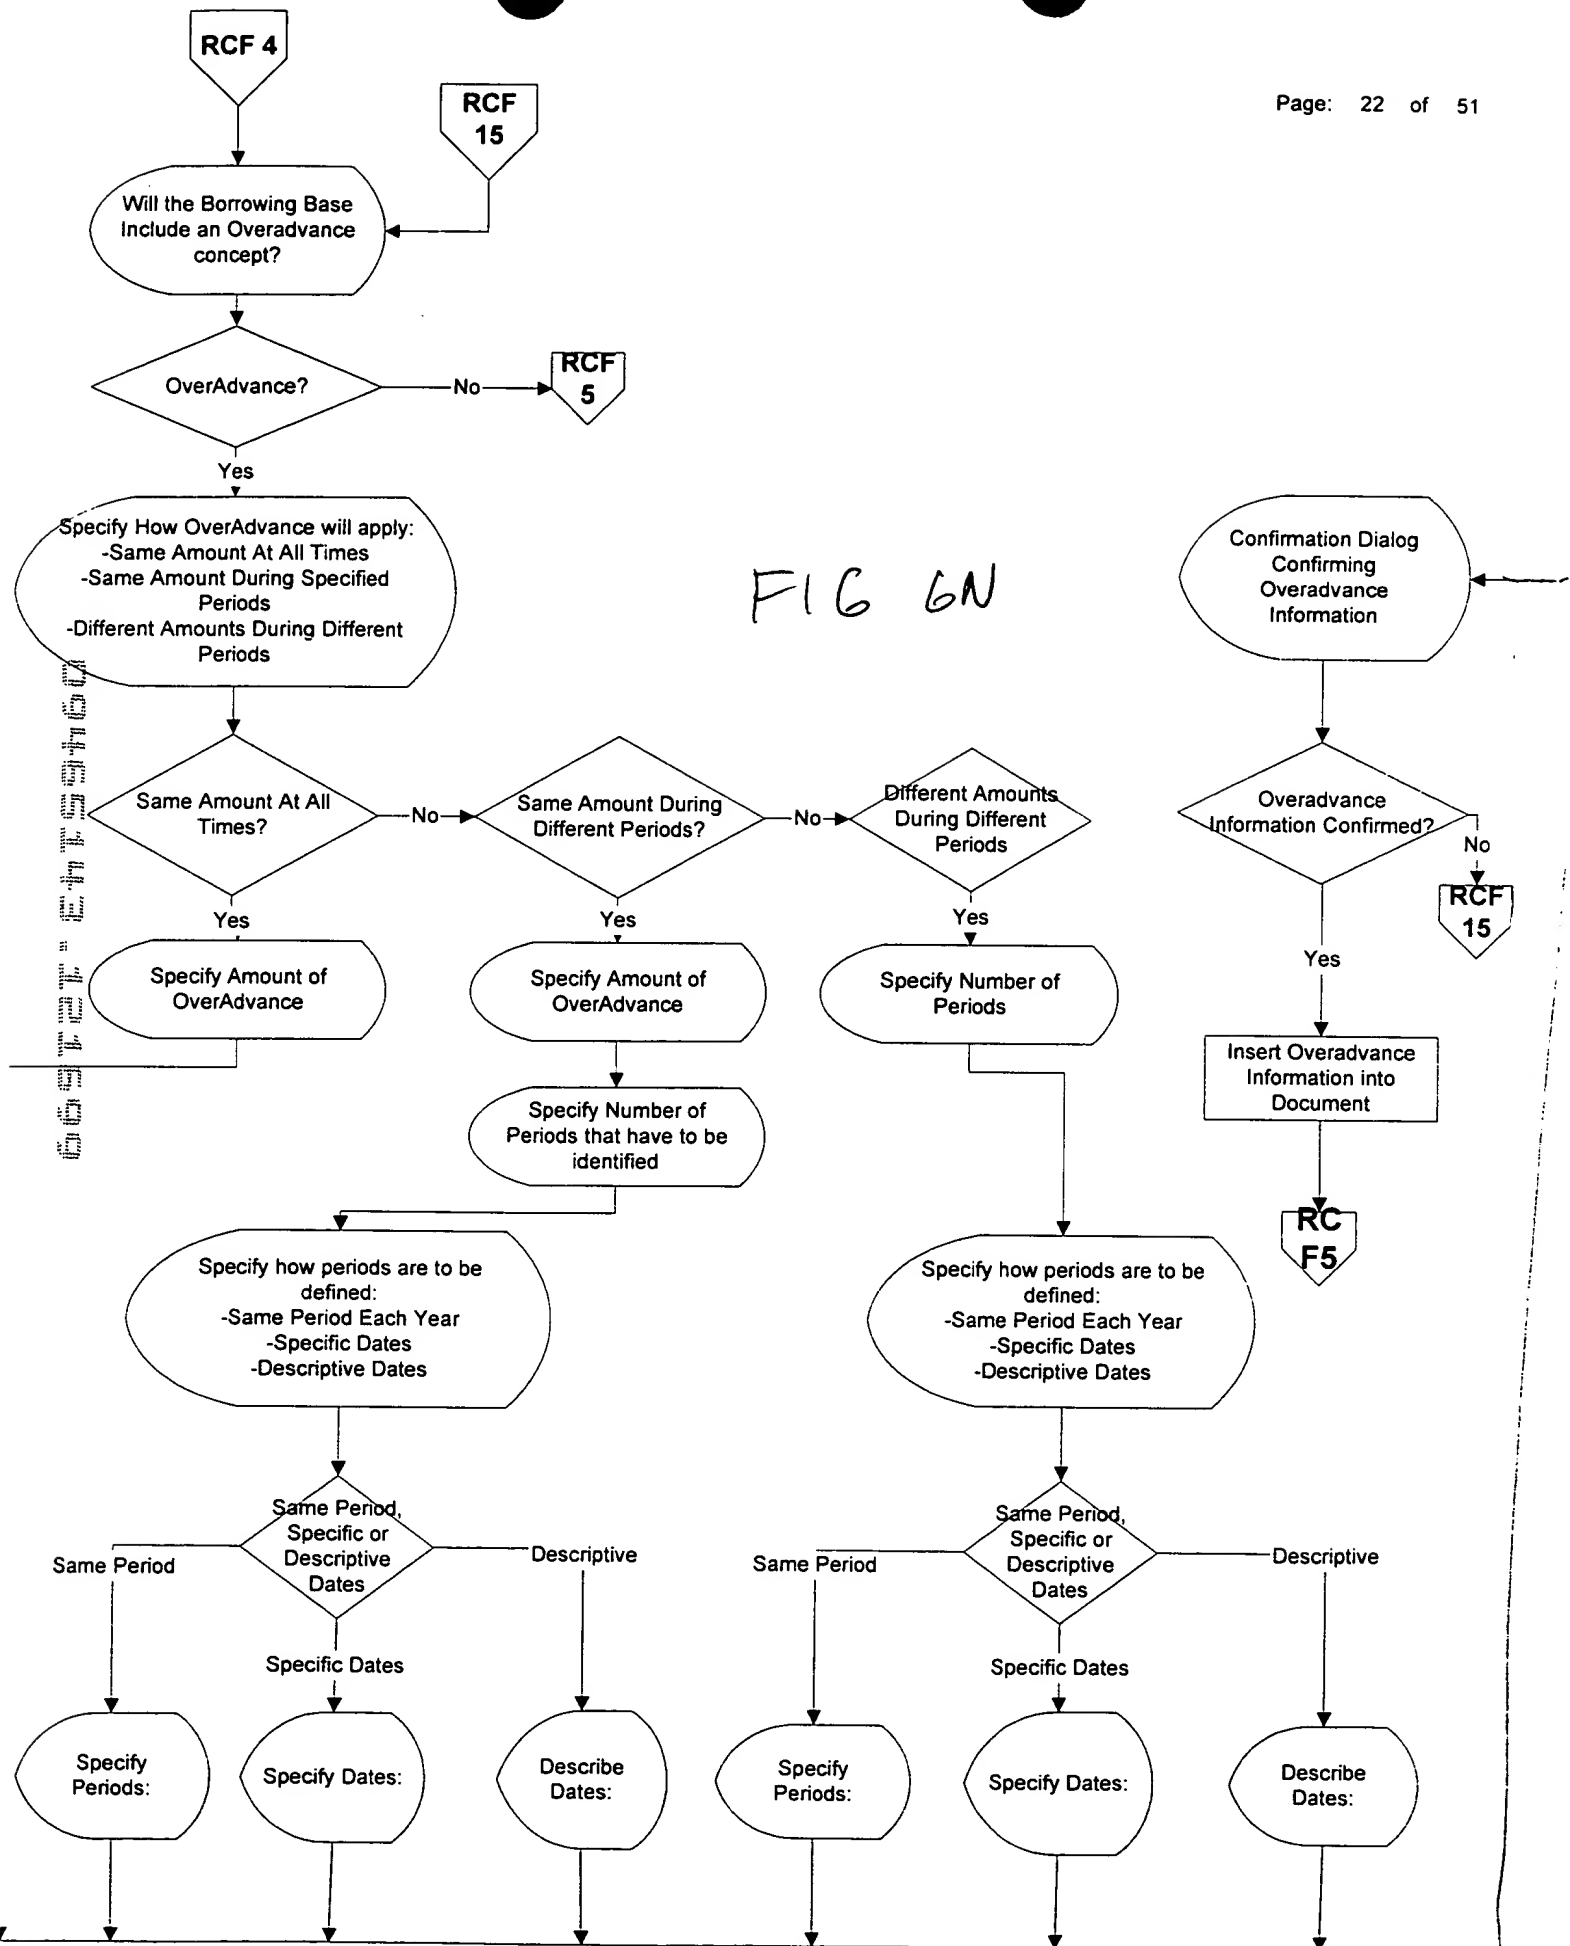 RCF 4
RCF
15
Page: 22 of 51
Will the Borrowing Base
Include an Overadvance
concept?
OverAdvance?
No
RCF
5
Yes
Specify How OverAdvance will apply:
-Same Amount At All Times
-Same Amount During Specified
Periods
-Different Amounts During Different
Periods
FIG 6N
Confirmation Dialog
Confirming
Overadvance
Information
09465143.121699
Same Amount At All
Times?
No
Same Amount During
Different Periods?
No
Different Amounts
During Different
Periods
Overadvance
Information Confirmed?
No
RCF
15
Yes
Yes
Yes
Yes
Specify Amount of
OverAdvance
Specify Amount of
OverAdvance
Specify Number of
Periods
Insert Overadvance
Information into
Document
Specify Number of
Periods that have to be
identified
RC
F5
Specify how periods are to be
defined:
-Same Period Each Year
-Specific Dates
-Descriptive Dates
Specify how periods are to be
defined:
-Same Period Each Year
-Specific Dates
-Descriptive Dates
Same Period,
Specific or
Descriptive
Dates
Same Period
Descriptive
Specific Dates
Same Period,
Specific or
Descriptive
Dates
Same Period
Descriptive
Specific Dates
Specify
Periods:
Specify Dates:
Describe
Dates:
Specify
Periods:
Specify Dates:
Describe
Dates: